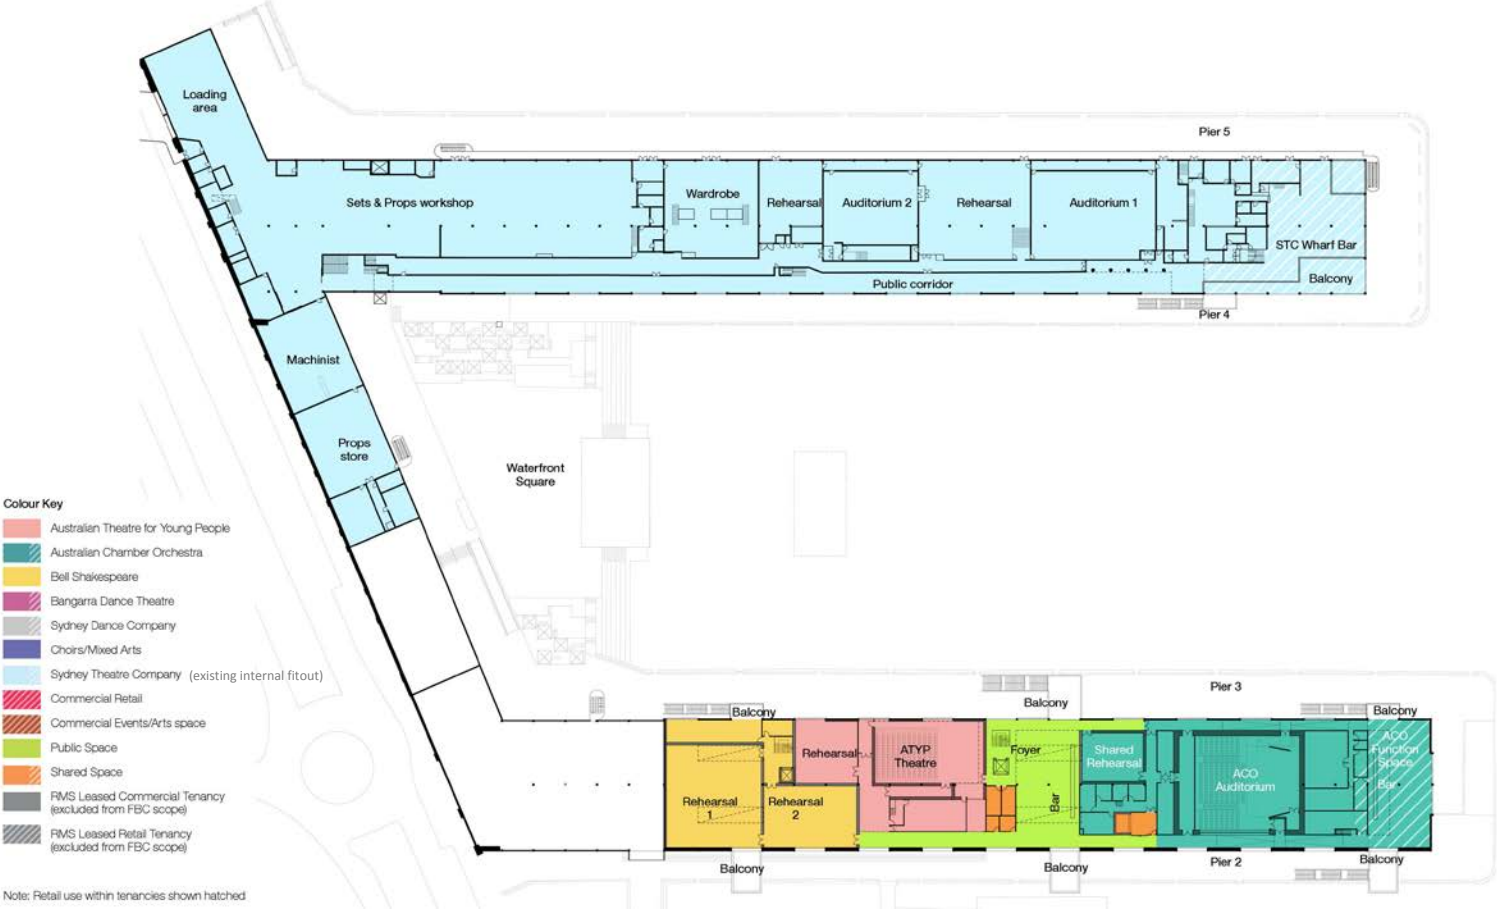 Loading
area
Pier 5
Sets & Props workshop
Wardrobe
Rehearsal
Auditorium 2
Rehearsal
Auditorium 1
STC Wharf Bar
Balcony
Public corridor
Pier 4
Machinist
Props
store
Waterfront
Square
Colour Key
Australian Theatre for Young People
Australian Chamber Orchestra
Bell Shakespeare
Bangarra Dance Theatre
Sydney Dance Company
Choirs/Mixed Arts
Sydney Theatre Company (existing internal fitout)
Commercial Retail
Commercial Events/Arts space
Public Space
Shared Space
RMS Leased Commercial Tenancy
(excluded from FBC scope)
RMS Leased Retail Tenancy
(excluded from FBC scope)
Note: Retail use within tenancies shown hatched
Pier 3
Balcony
Balcony
Balcony
Rehearsal
ATYP
Theatre
Foyer
Shared
Rehearsal
ACO
Function
Space
ACO
Auditorium
Bar
Bar
Rehearsal
1
Rehearsal
2
Pier 2
Balcony
Balcony
Balcony